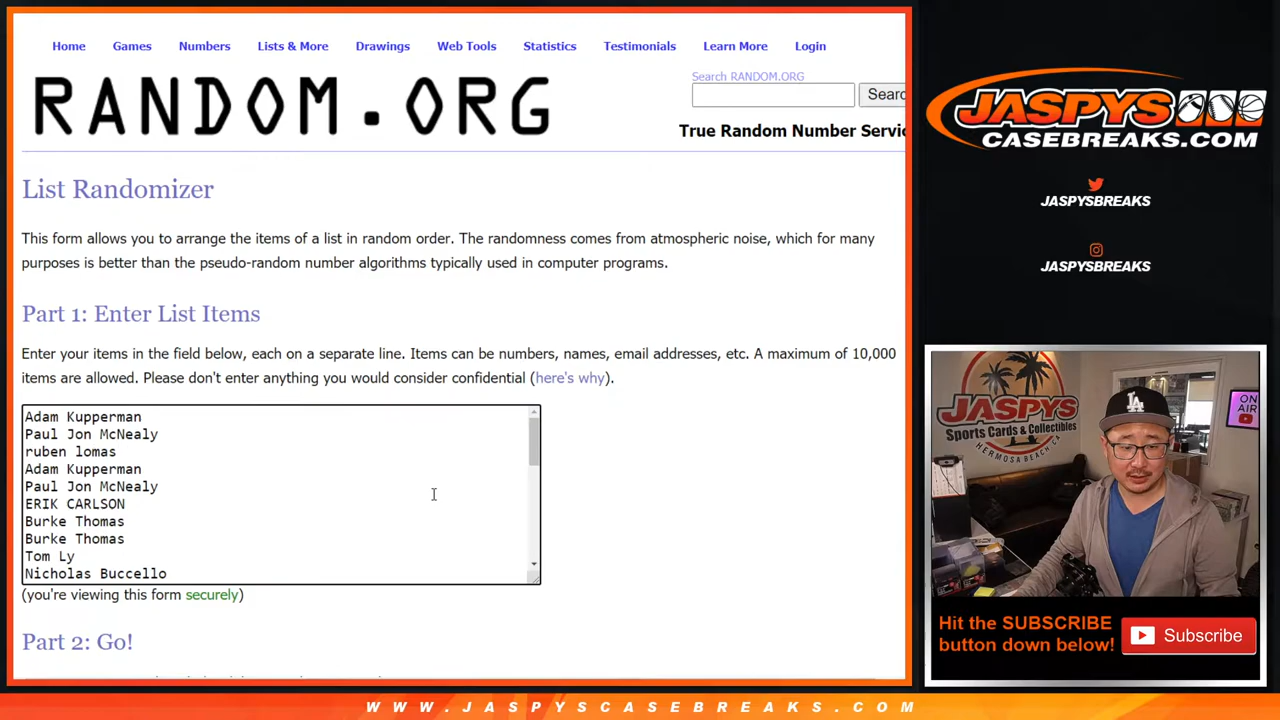 Home Games Numbers Lists & More Drawings Web Tools Statistics Testimonials Learn More Login
RANDOM.ORG
Search RANDOM.ORG
True Random Number
List Randomizer
This form allows you to arrange the items of a list in random order. The randomness comes from atmospheric noise, which for many
purposes is better than the pseudo-random number algorithms typically used in computer programs.
Part 1: Enter List Items
Enter your items in the field below, each on a separate line. Items can be numbers, names, email addresses, etc. A maximum of 10,000
items are allowed. Please don't enter anything you would consider confidential (here's why).
Adam Kupperman
Paul Jon McNealy
ruben lomas
Adam Kupperman
Paul Jon McNealy
ERIK CARLSON
Burke Thomas
Burke Thomas
Tom Ly
Nicholas Buccello
(you're viewing this form securely)
Part 2: Go!
JASPYS
CASEBREAKS.COM
JASPYSBREAKS
JASPYSBREAKS
JASPYS
Sports Cards & Collectibles
HERMOSA BEACH CA
LA
ON
AIR
Hit the SUBSCRIBE
button down below!
Subscribe
WWW.JASPYSCASEBREAKS.COM